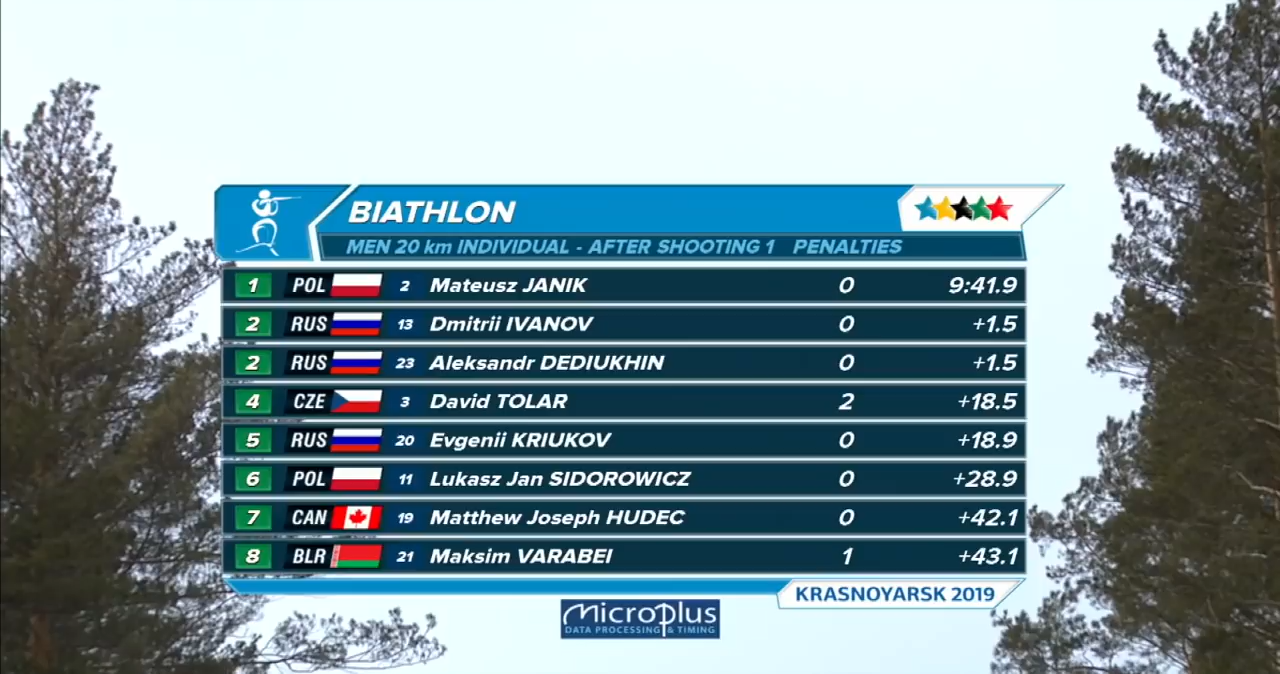 BIATHLON
MEN 20 km INDIVIDUAL - AFTER SHOOTING 1 PENALTIES
1 POL 2 Mateusz JANIK 0 9:41.9
2 RUS 13 Dmitrii IVANOV 0 +1.5
2 RUS 23 Aleksandr DEDIUKHIN 0 +1.5
4 CZE 3 David TOLAR 2 +18.5
5 RUS 20 Evgenii KRIUKOV 0 +18.9
6 POL 11 Lukasz Jan SIDOROWICZ 0 +28.9
7 CAN 19 Matthew Joseph HUDEC 0 +42.1
8 BLR 21 Maksim VARABEI 1 +43.1
KRASNOYARSK 2019
Microplus
DATA PROCESSING & TIMING